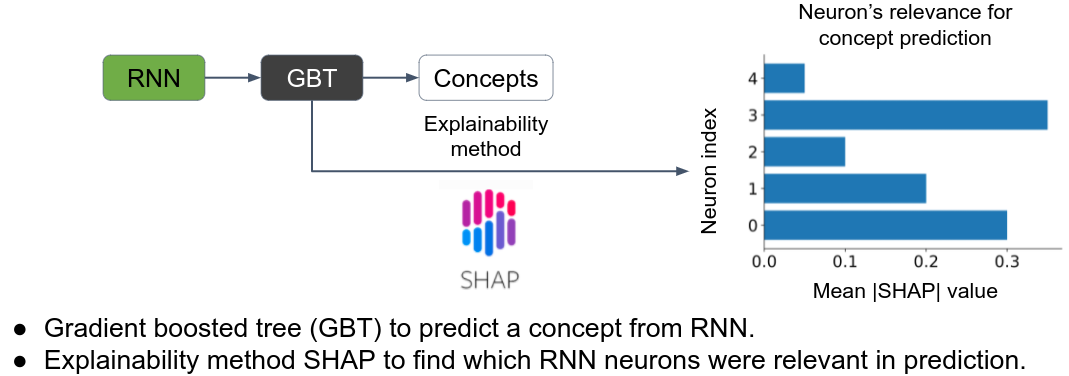 RNN
GBT
Concepts
Explainability
method
SHAP
Neuron's relevance for
concept prediction
Neuron index
4
3
2
1
0
0.0 0.1 0.2 0.3
Mean |SHAP| value
● Gradient boosted tree (GBT) to predict a concept from RNN.
● Explainability method SHAP to find which RNN neurons were relevant in prediction.